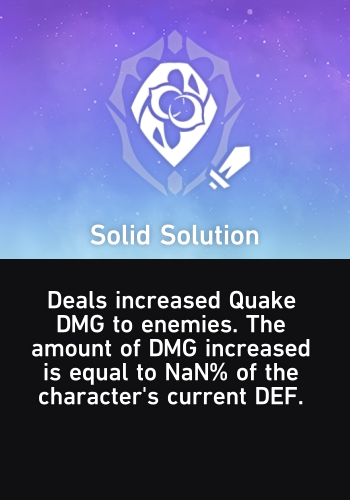 Solid Solution
Deals increased Quake
DMG to enemies. The
amount of DMG increased
is equal to NaN% of the
character's current DEF.